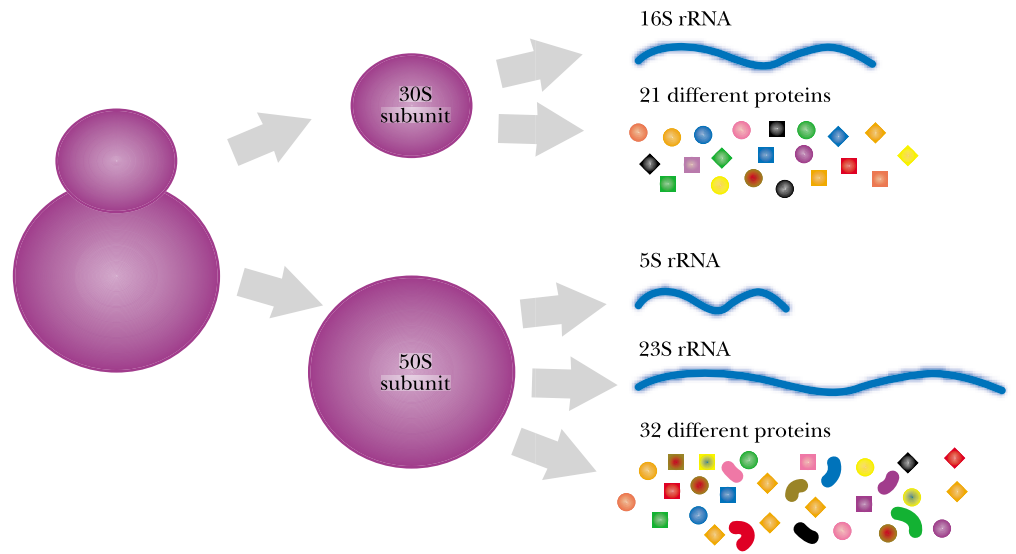 16S rRNA
21 different proteins
30S
subunit
5S rRNA
23S rRNA
50S
subunit
32 different proteins